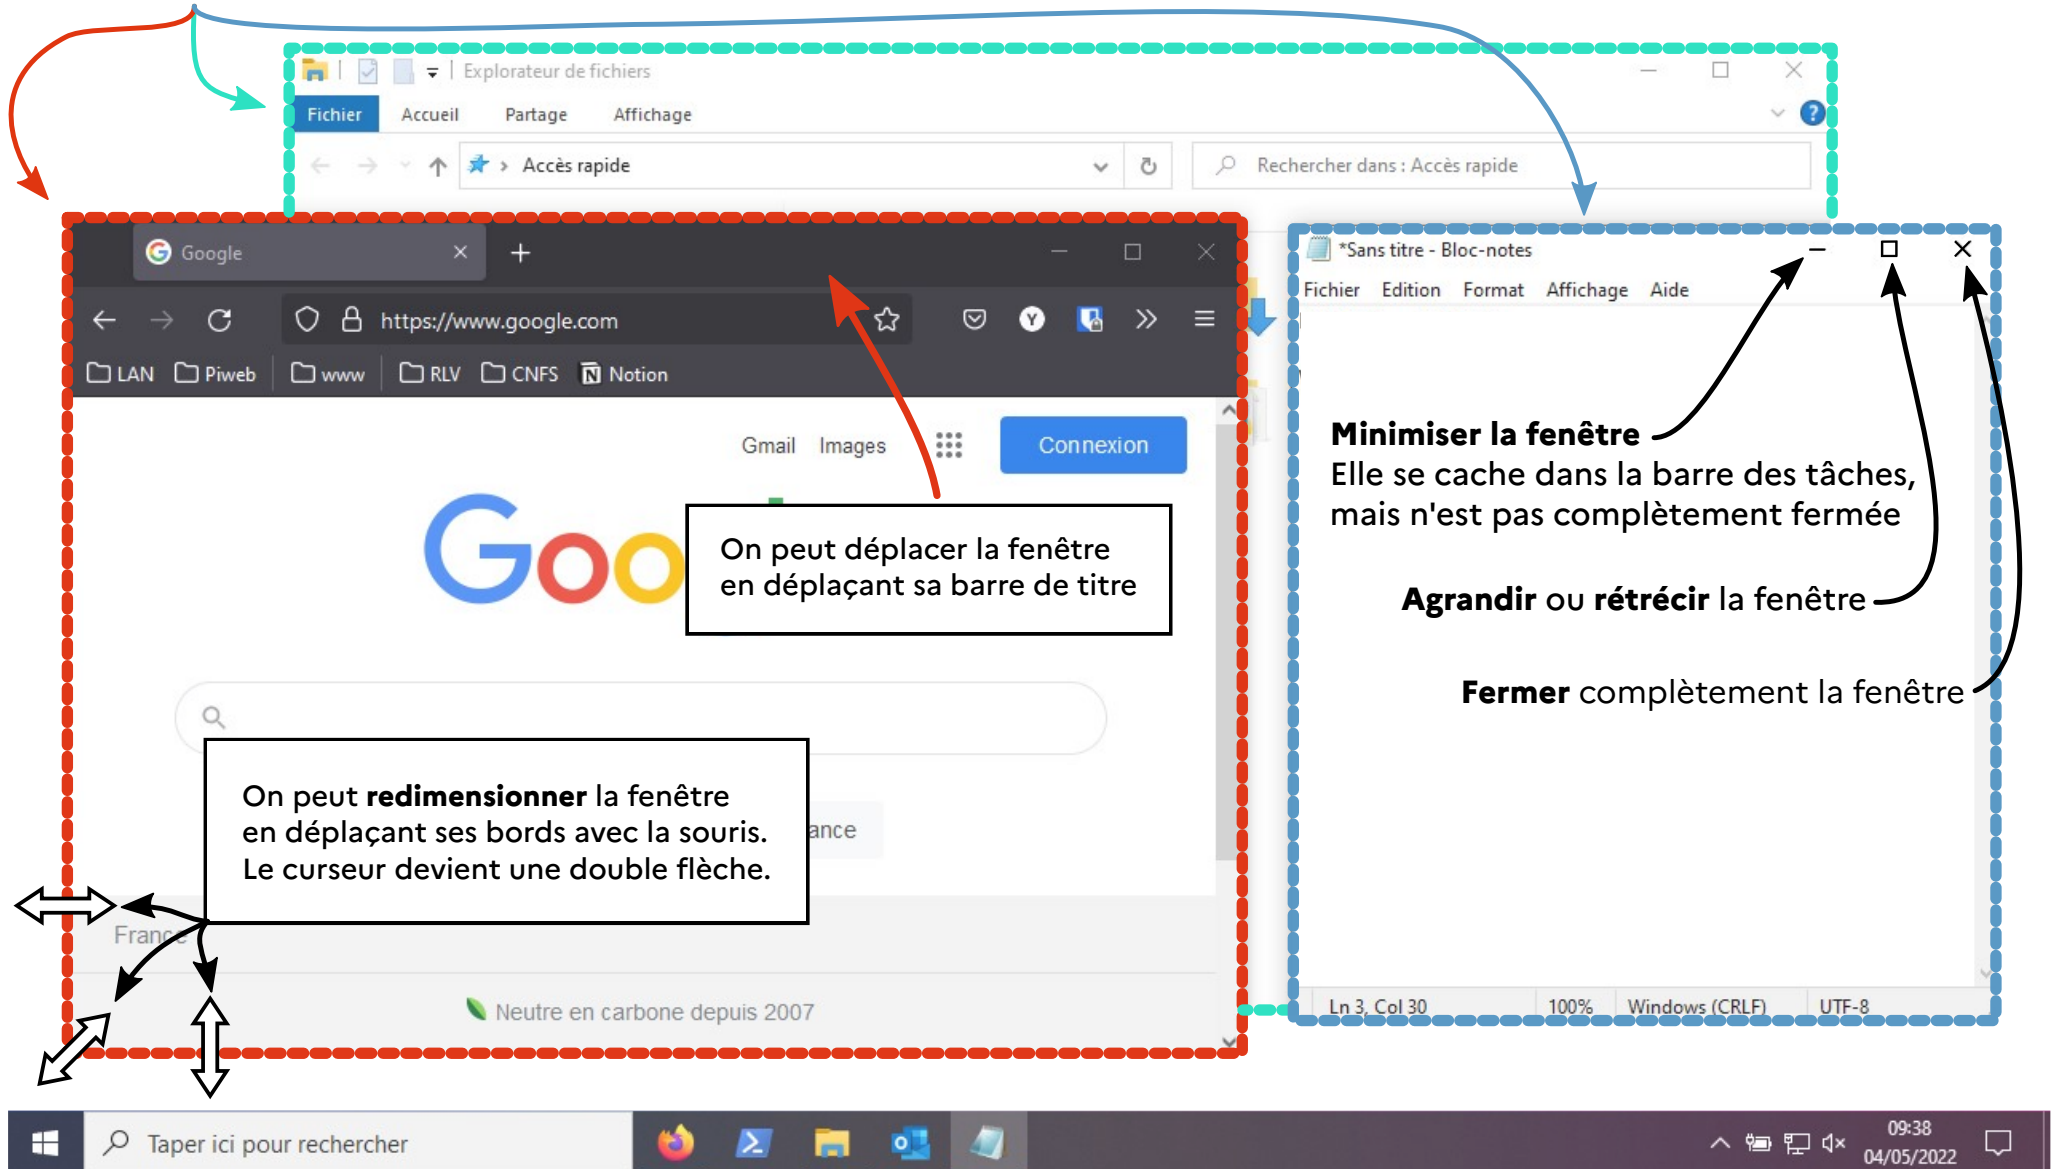 Explorateur de fichiers
Fichier Accueil Partage Affichage
Accès rapide
Rechercher dans : Accès rapide
Google
https://www.google.com
LAN Piweb www RLV CNFS Notion
Gmail Images Connexion
Goo
On peut déplacer la fenêtre
en déplaçant sa barre de titre
On peut redimensionner la fenêtre
en déplaçant ses bords avec la souris.
Le curseur devient une double flèche.
ance
France
Neutre en carbone depuis 2007
*Sans titre - Bloc-notes
Fichier Edition Format Affichage Aide
Minimiser la fenêtre
Elle se cache dans la barre des tâches,
mais n'est pas complètement fermée
Agrandir ou rétrécir la fenêtre
Fermer complètement la fenêtre
Ln 3, Col 30 100% Windows (CRLF) UTF-8
Taper ici pour rechercher
09:38
04/05/2022